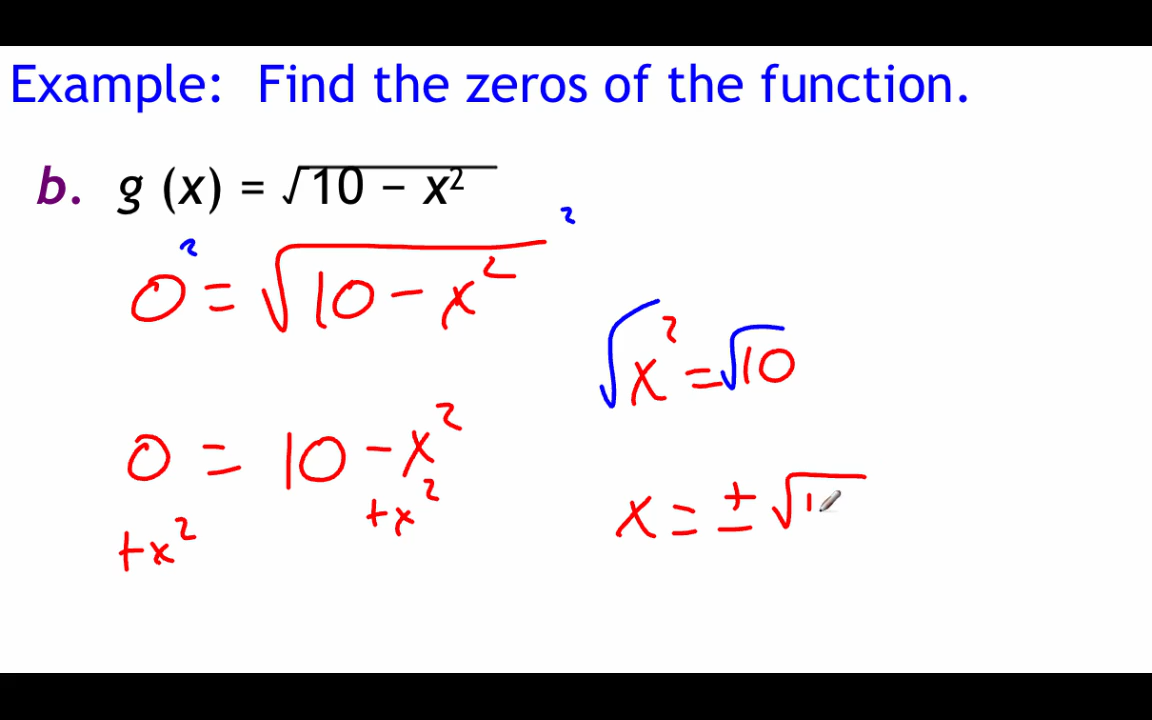 Example: Find the zeros of the function.
b. g (x) = √10 – x²
0² = √10 - x² ²
0 = 10 - x²
+x² +x²
√x² = √10
x = ± √1